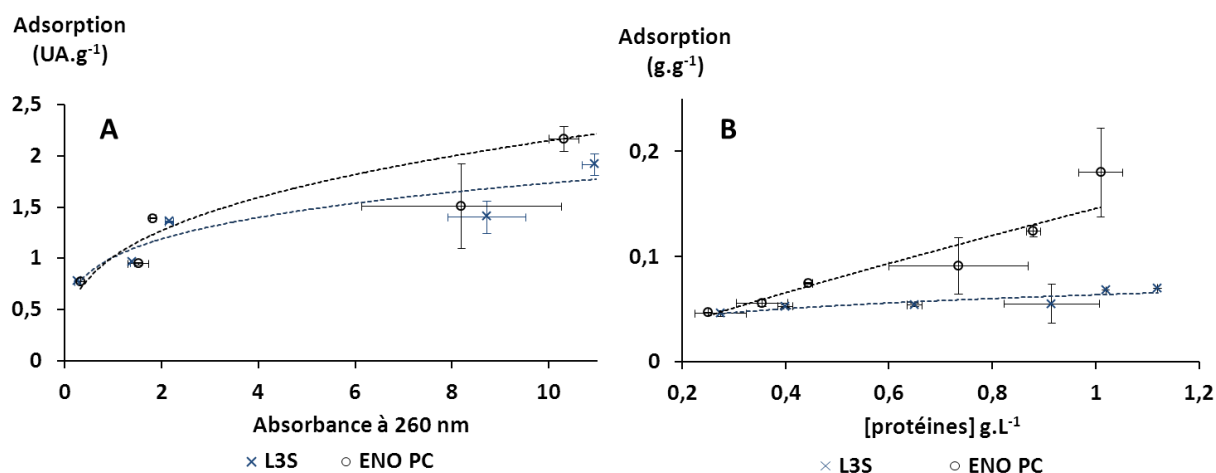 Adsorption
(UA.g-1)
A
2,5
2
1,5
1
0,5
0
0 2 4 6 8 10
Absorbance à 260 nm
× L3S ○ ENO PC
Adsorption
(g.g-1)
B
0,2
0,1
0
0,2 0,4 0,6 0,8 1 1,2
[protéines] g.L-1
× L3S ○ ENO PC